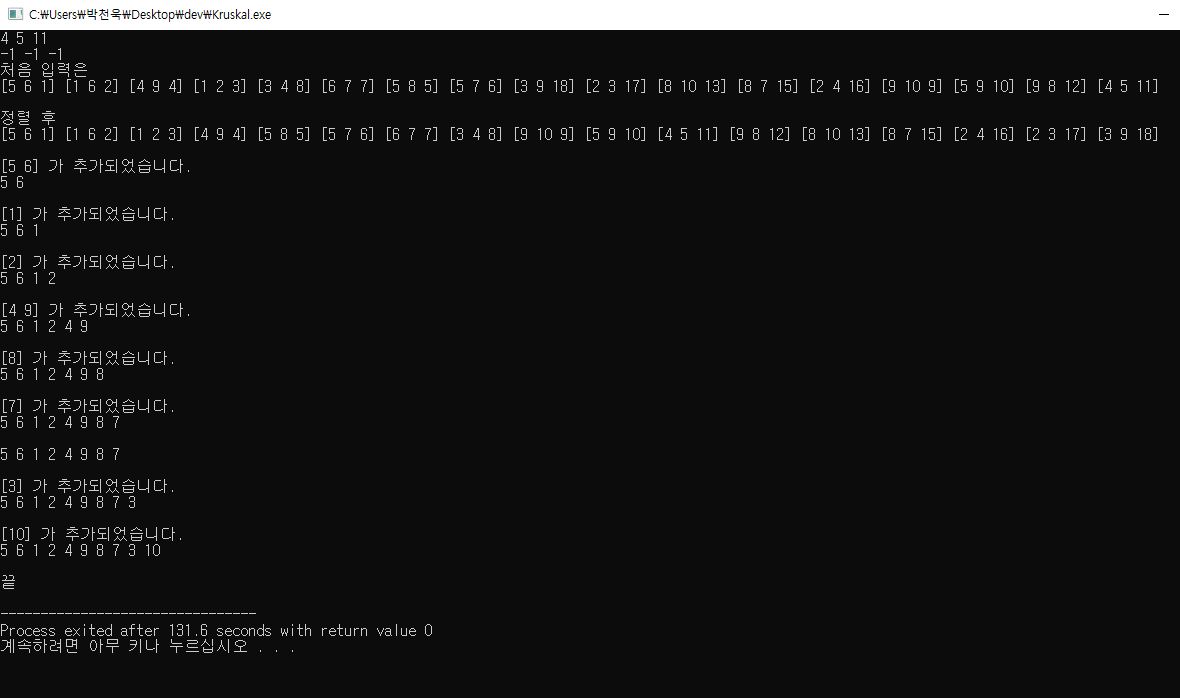 C:\Users\박천욱\Desktop\dev\Kruskal.exe
4 5 11
-1 -1 -1
처음 입력은
[5 6 1] [1 6 2] [4 9 4] [1 2 3] [3 4 8] [6 7 7] [5 8 5] [5 7 6] [3 9 18] [2 3 17] [8 10 13] [8 7 15] [2 4 16] [9 10 9] [5 9 10] [9 8 12] [4 5 11]
정렬 후
[5 6 1] [1 6 2] [1 2 3] [4 9 4] [5 8 5] [5 7 6] [6 7 7] [3 4 8] [9 10 9] [5 9 10] [4 5 11] [9 8 12] [8 10 13] [8 7 15] [2 4 16] [2 3 17] [3 9 18]
[5 6] 가 추가되었습니다.
5 6
[1] 가 추가되었습니다.
5 6 1
[2] 가 추가되었습니다.
5 6 1 2
[4 9] 가 추가되었습니다.
5 6 1 2 4 9
[8] 가 추가되었습니다.
5 6 1 2 4 9 8
[7] 가 추가되었습니다.
5 6 1 2 4 9 8 7
5 6 1 2 4 9 8 7
[3] 가 추가되었습니다.
5 6 1 2 4 9 8 7 3
[10] 가 추가되었습니다.
5 6 1 2 4 9 8 7 3 10
끝
--------------------------------
Process exited after 131.6 seconds with return value 0
계속하려면 아무 키나 누르십시오 . . .